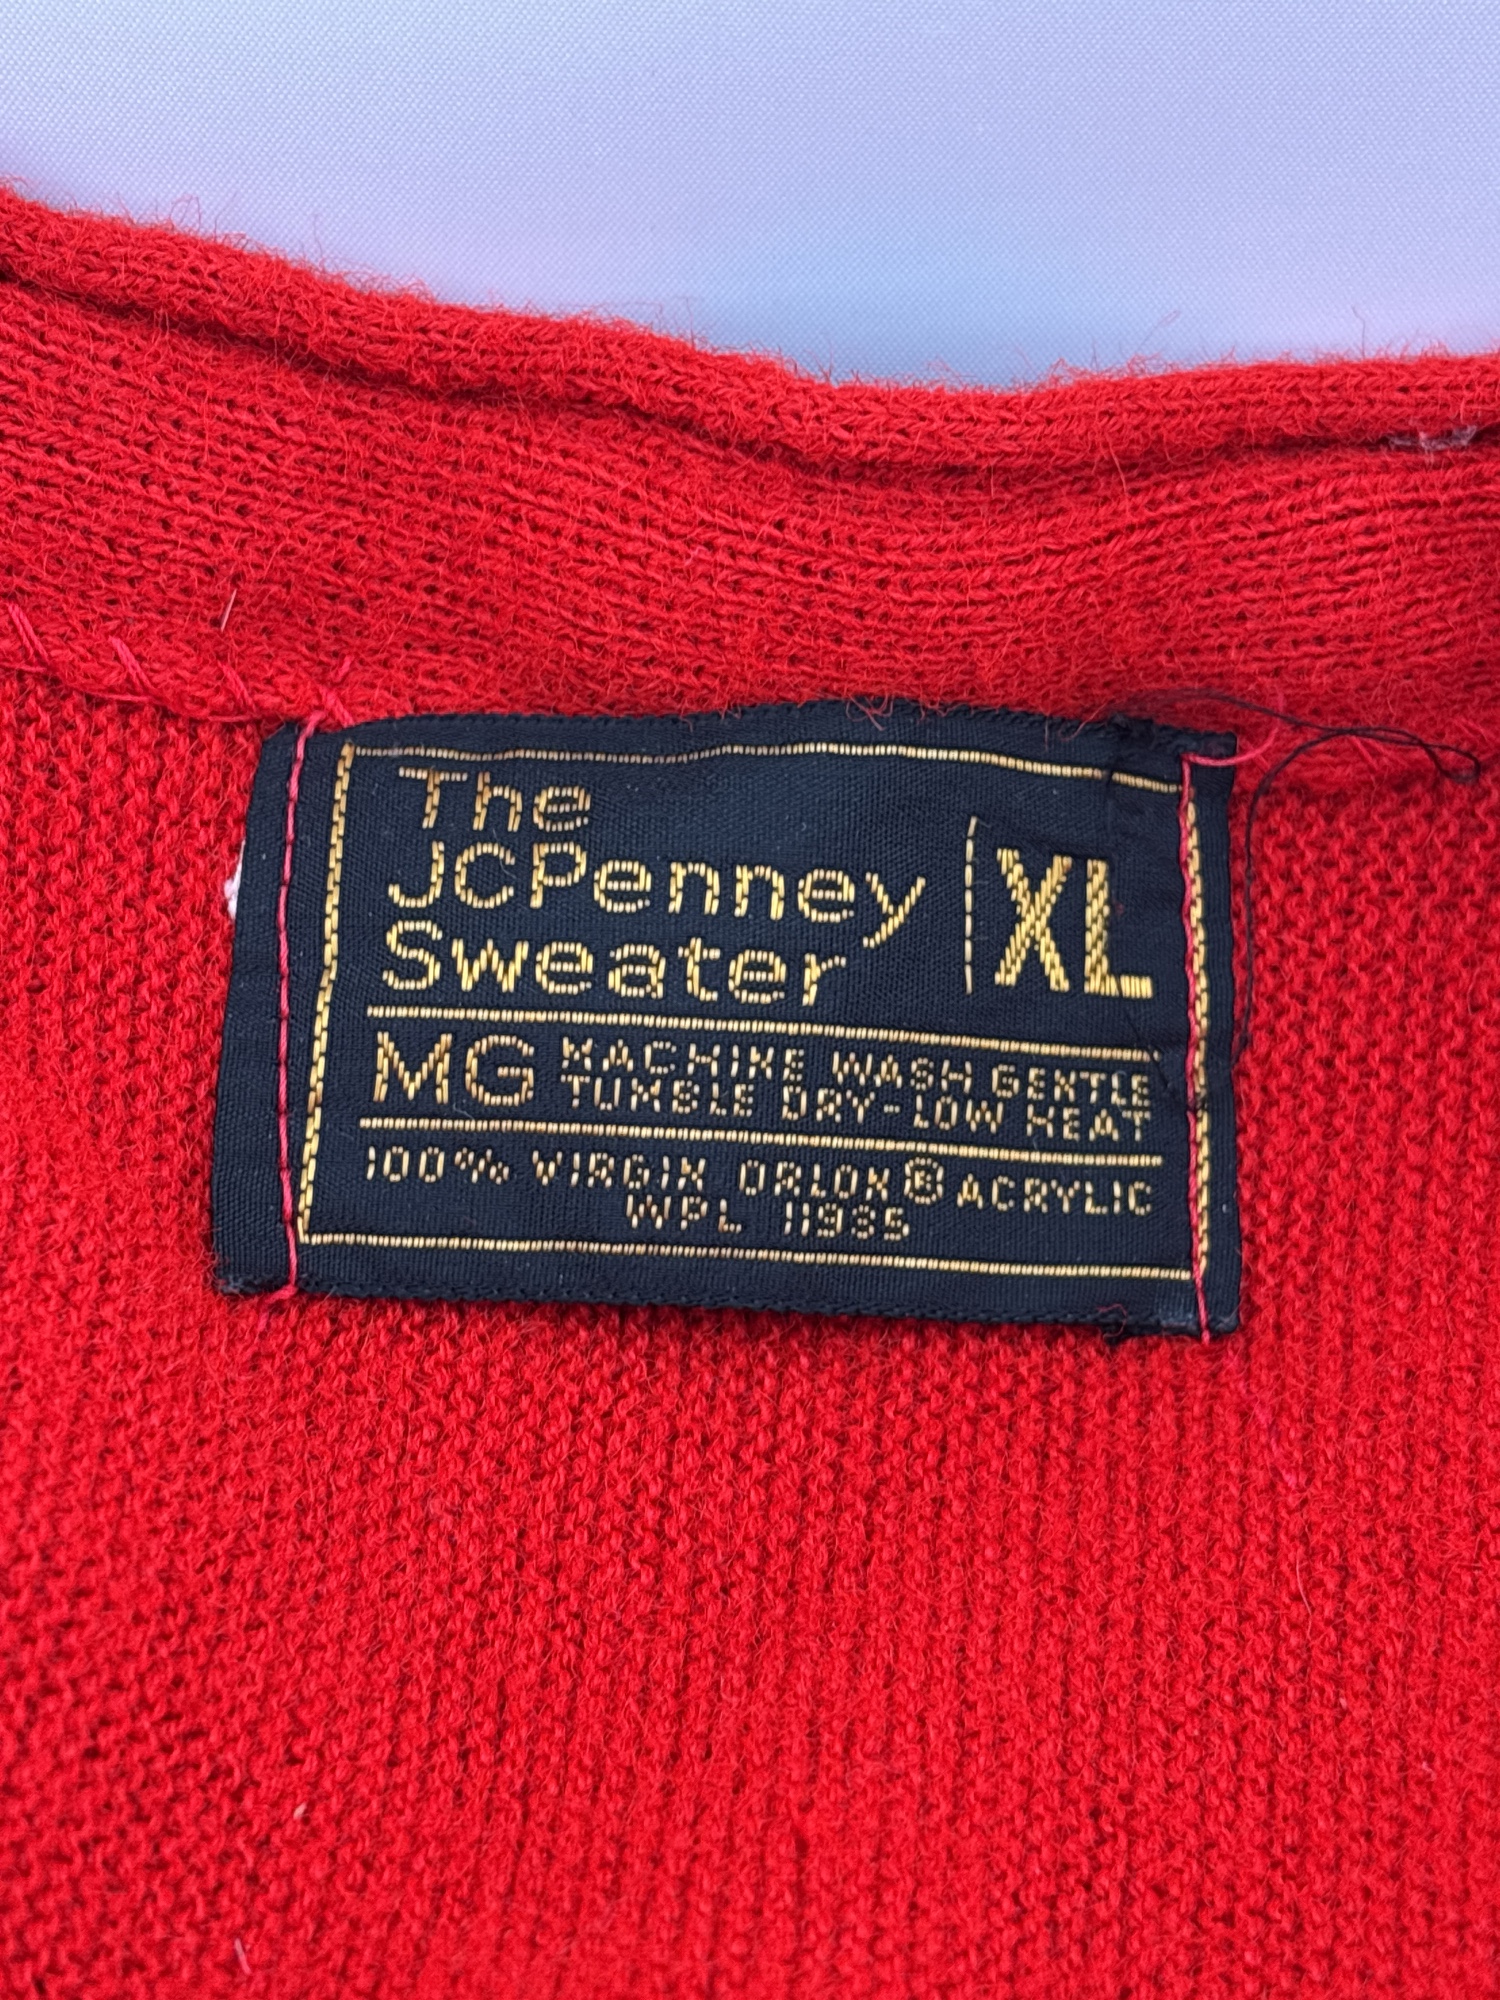 The
JCPenney
Sweater
XL
MG
MACHINE WASH GENTLE
TUMBLE DRY-LOW HEAT
100% VIRGIN ORLON® ACRYLIC
WPL 11935